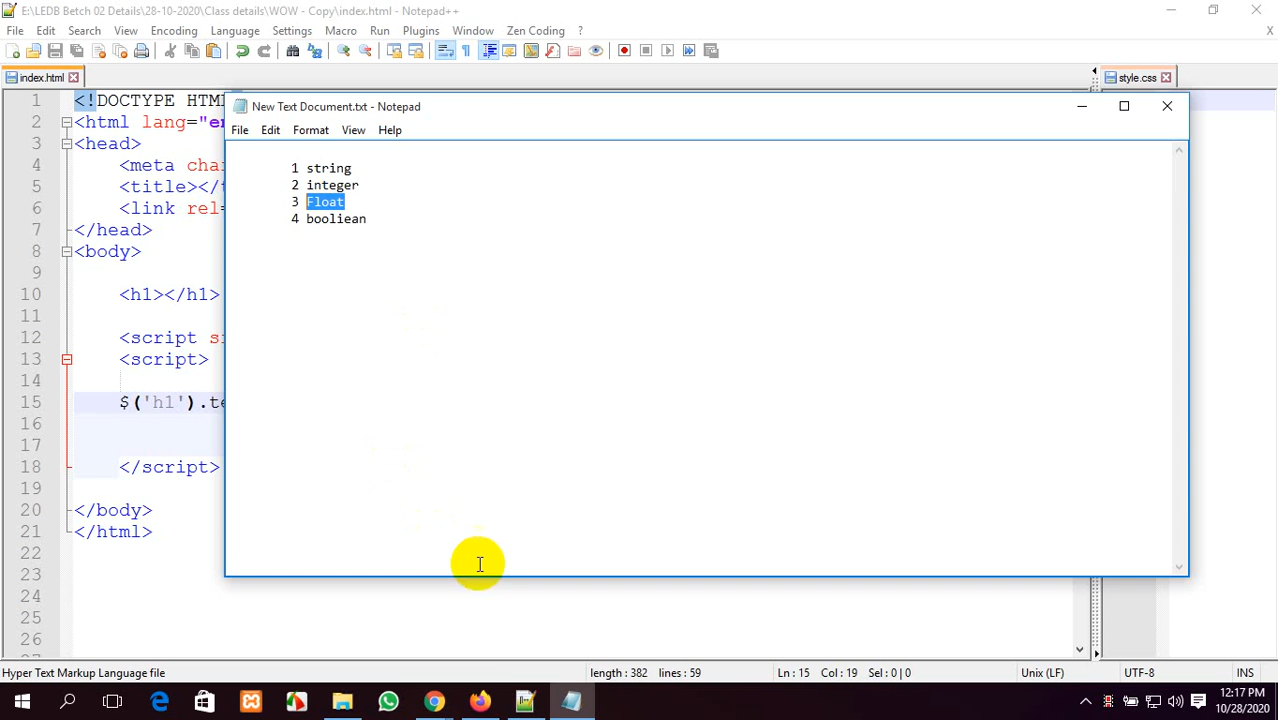 E:\LEDB Betch 02 Details\28-10-2020\Class details\WOW - Copy\index.html - Notepad++
File Edit Search View Encoding Language Settings Macro Run Plugins Window Zen Coding ? X
index.html style.css
New Text Document.txt - Notepad
File Edit Format View Help
1 string
2 integer
3 Float
4 booliean
1 <!DOCTYPE HTM
2 <html lang="e
3 <head>
4 <meta cha
5 <title></
6 <link rel=
7 </head>
8 <body>
9
10 <h1></h1>
11
12 <script s
13 <script>
14
15 $('h1').te
16
17
18 </script>
19
20 </body>
21 </html>
22
23
24
25
26
Hyper Text Markup Language file length : 382 lines : 59 Ln : 15 Col : 19 Sel : 0 | 0 Unix (LF) UTF-8 INS
12:17 PM
10/28/2020